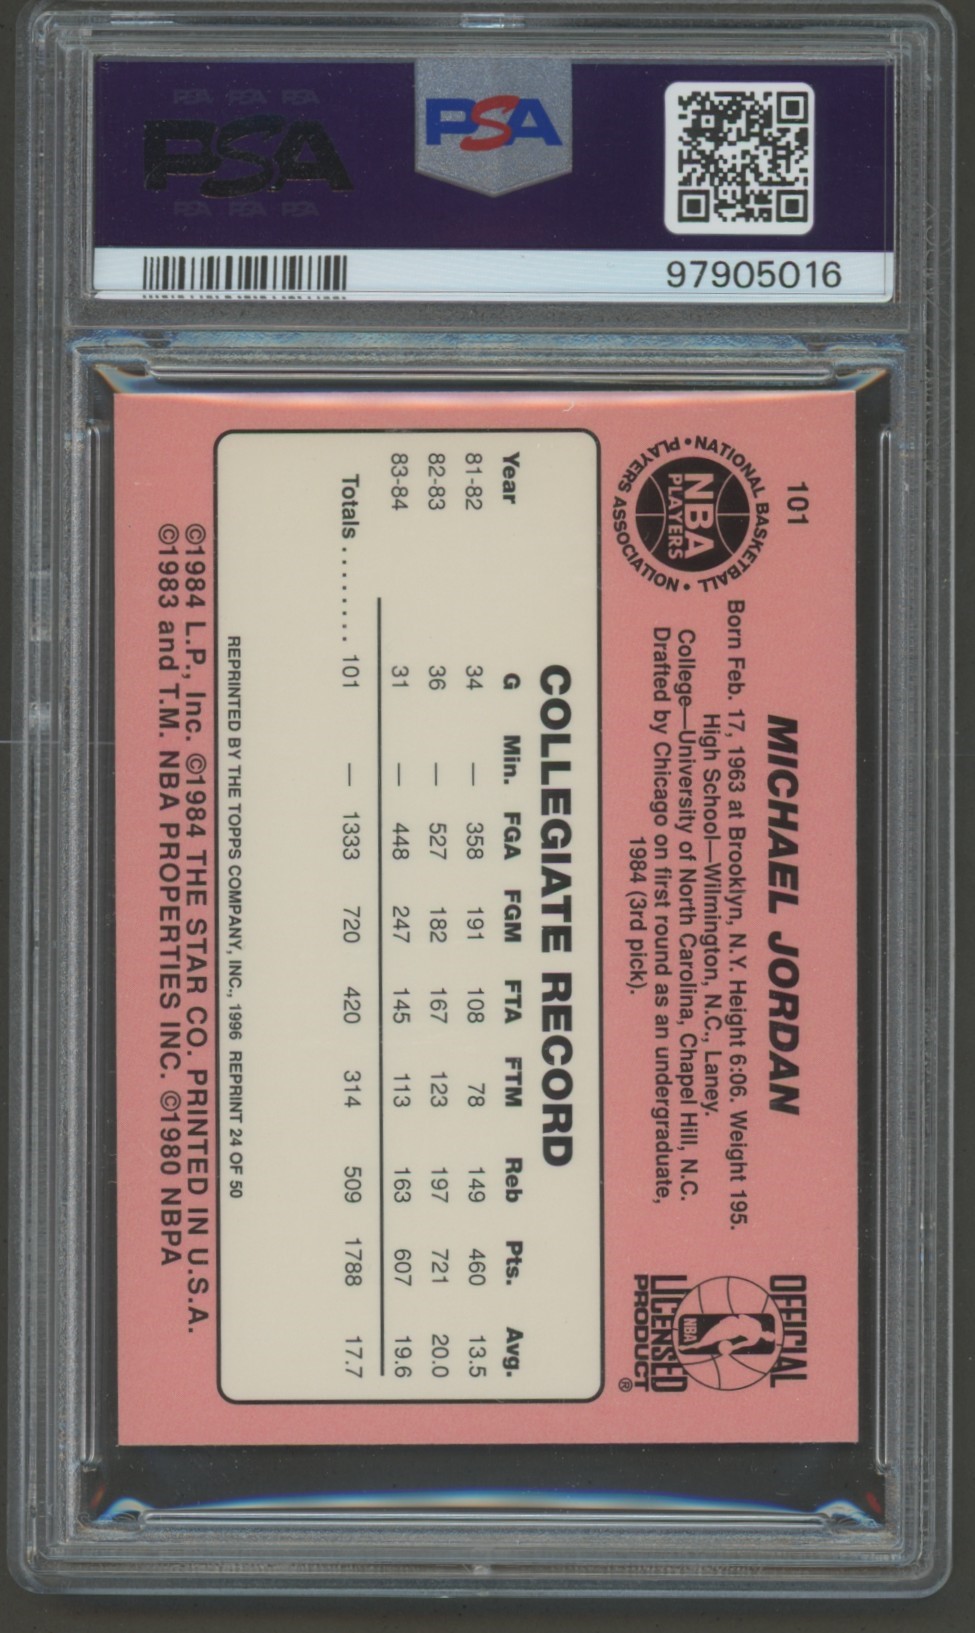 PSA PSA PSA
PSA
PSA PSA PSA
PSA
97905016
101
NATIONAL BASKETBALL PLAYERS ASSOCIATION
NBA
PLAYERS
MICHAEL JORDAN
Born Feb. 17, 1963 at Brooklyn, N.Y. Height 6:06. Weight 195.
High School—Wilmington, N.C., Laney.
College—University of North Carolina, Chapel Hill, N.C.
Drafted by Chicago on first round as an undergraduate,
1984 (3rd pick).
OFFICIAL
NBA
LICENSED
PRODUCT®
COLLEGIATE RECORD
Year G Min. FGA FGM FTA FTM Reb Pts. Avg.
81-82 34 — 358 191 108 78 149 460 13.5
82-83 36 — 527 182 167 123 197 721 20.0
83-84 31 — 448 247 145 113 163 607 19.6
Totals ........ 101 — 1333 720 420 314 509 1788 17.7
REPRINTED BY THE TOPPS COMPANY, INC., 1996 REPRINT 24 OF 50
©1984 L.P., Inc. ©1984 THE STAR CO. PRINTED IN U.S.A.
©1983 and T.M. NBA PROPERTIES INC. ©1980 NBPA